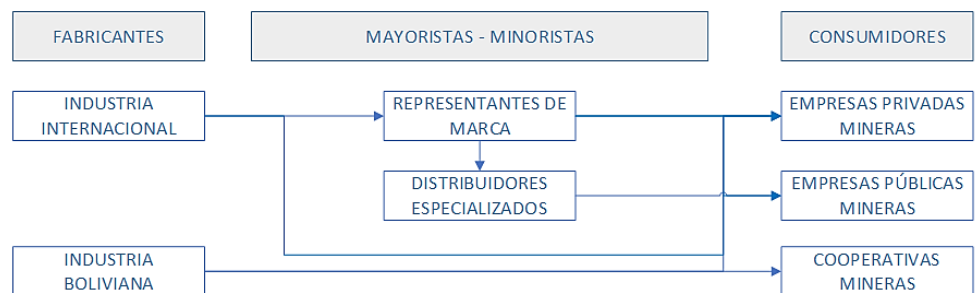 FABRICANTES
MAYORISTAS - MINORISTAS
CONSUMIDORES
INDUSTRIA
INTERNACIONAL
REPRESENTANTES DE
MARCA
EMPRESAS PRIVADAS
MINERAS
DISTRIBUIDORES
ESPECIALIZADOS
EMPRESAS PÚBLICAS
MINERAS
INDUSTRIA
BOLIVIANA
COOPERATIVAS
MINERAS